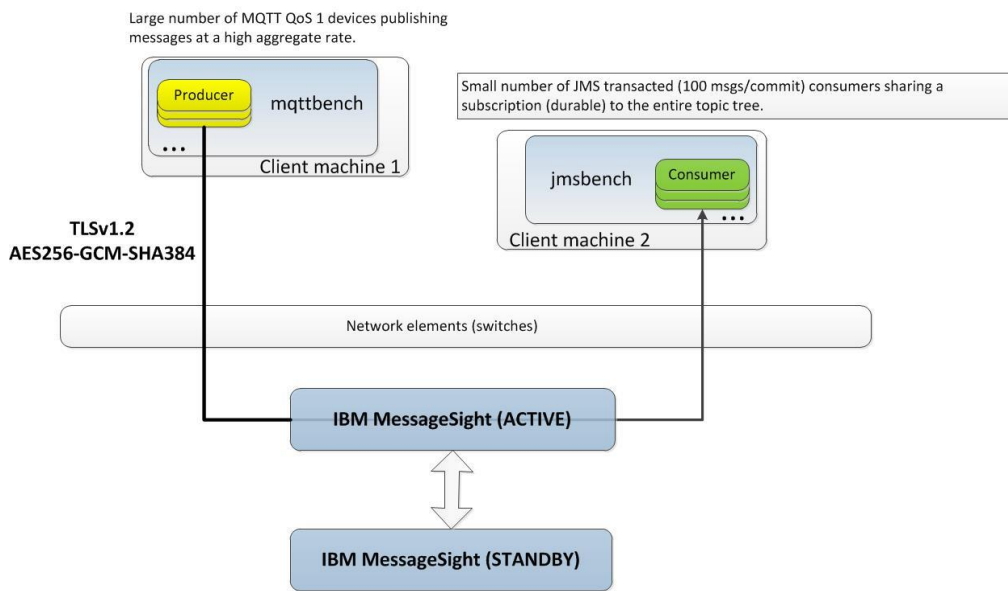 Large number of MQTT QoS 1 devices publishing
messages at a high aggregate rate.
Producer
mqttbench
...
Client machine 1
Small number of JMS transacted (100 msgs/commit) consumers sharing a
subscription (durable) to the entire topic tree.
jmsbench
Consumer
...
Client machine 2
TLSv1.2
AES256-GCM-SHA384
Network elements (switches)
IBM MessageSight (ACTIVE)
IBM MessageSight (STANDBY)